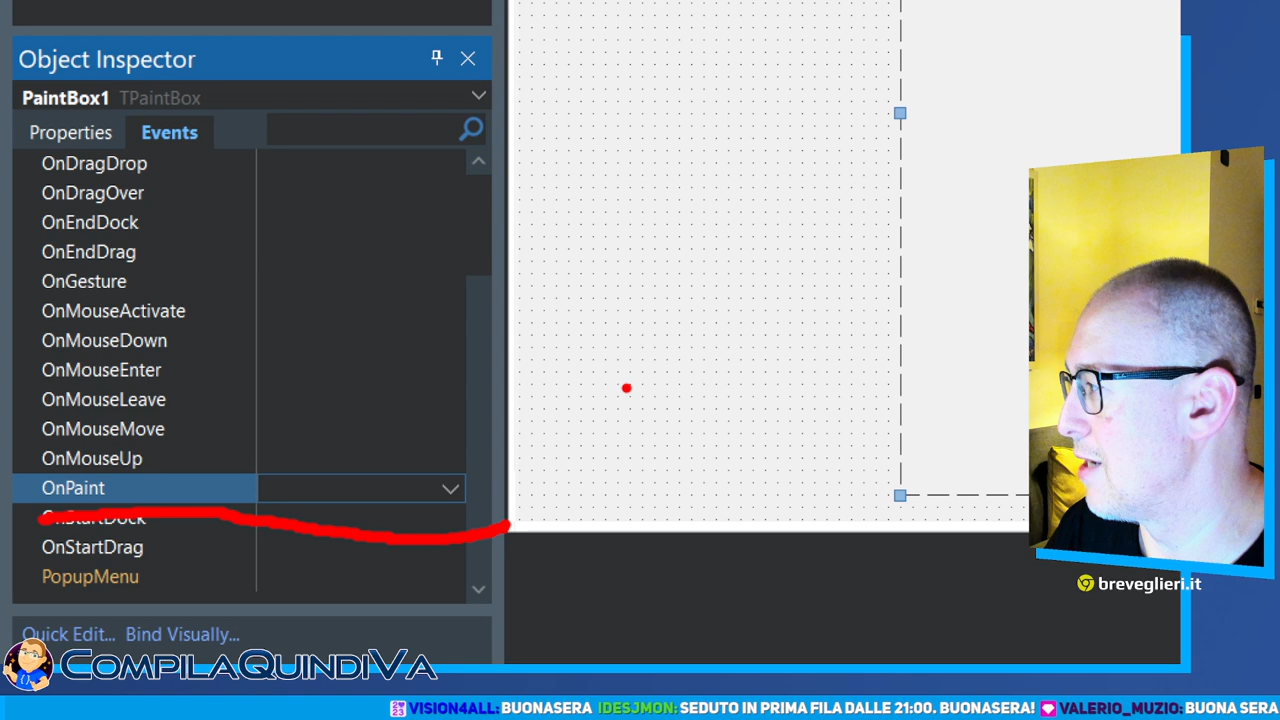 Object Inspector
PaintBox1 TPaintBox
Properties Events
OnDragDrop
OnDragOver
OnEndDock
OnEndDrag
OnGesture
OnMouseActivate
OnMouseDown
OnMouseEnter
OnMouseLeave
OnMouseMove
OnMouseUp
OnPaint
OnStartDock
OnStartDrag
PopupMenu
Quick Edit... Bind Visually...
breveglieri.it
COMPILAQUINDIVA
VISION4ALL: BUONASERA IDESJMON: SEDUTO IN PRIMA FILA DALLE 21:00. BUONASERA! VALERIO_MUZIO: BUONA SERA